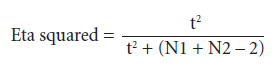 Eta squared = t² / t² + (N1 + N2 – 2)